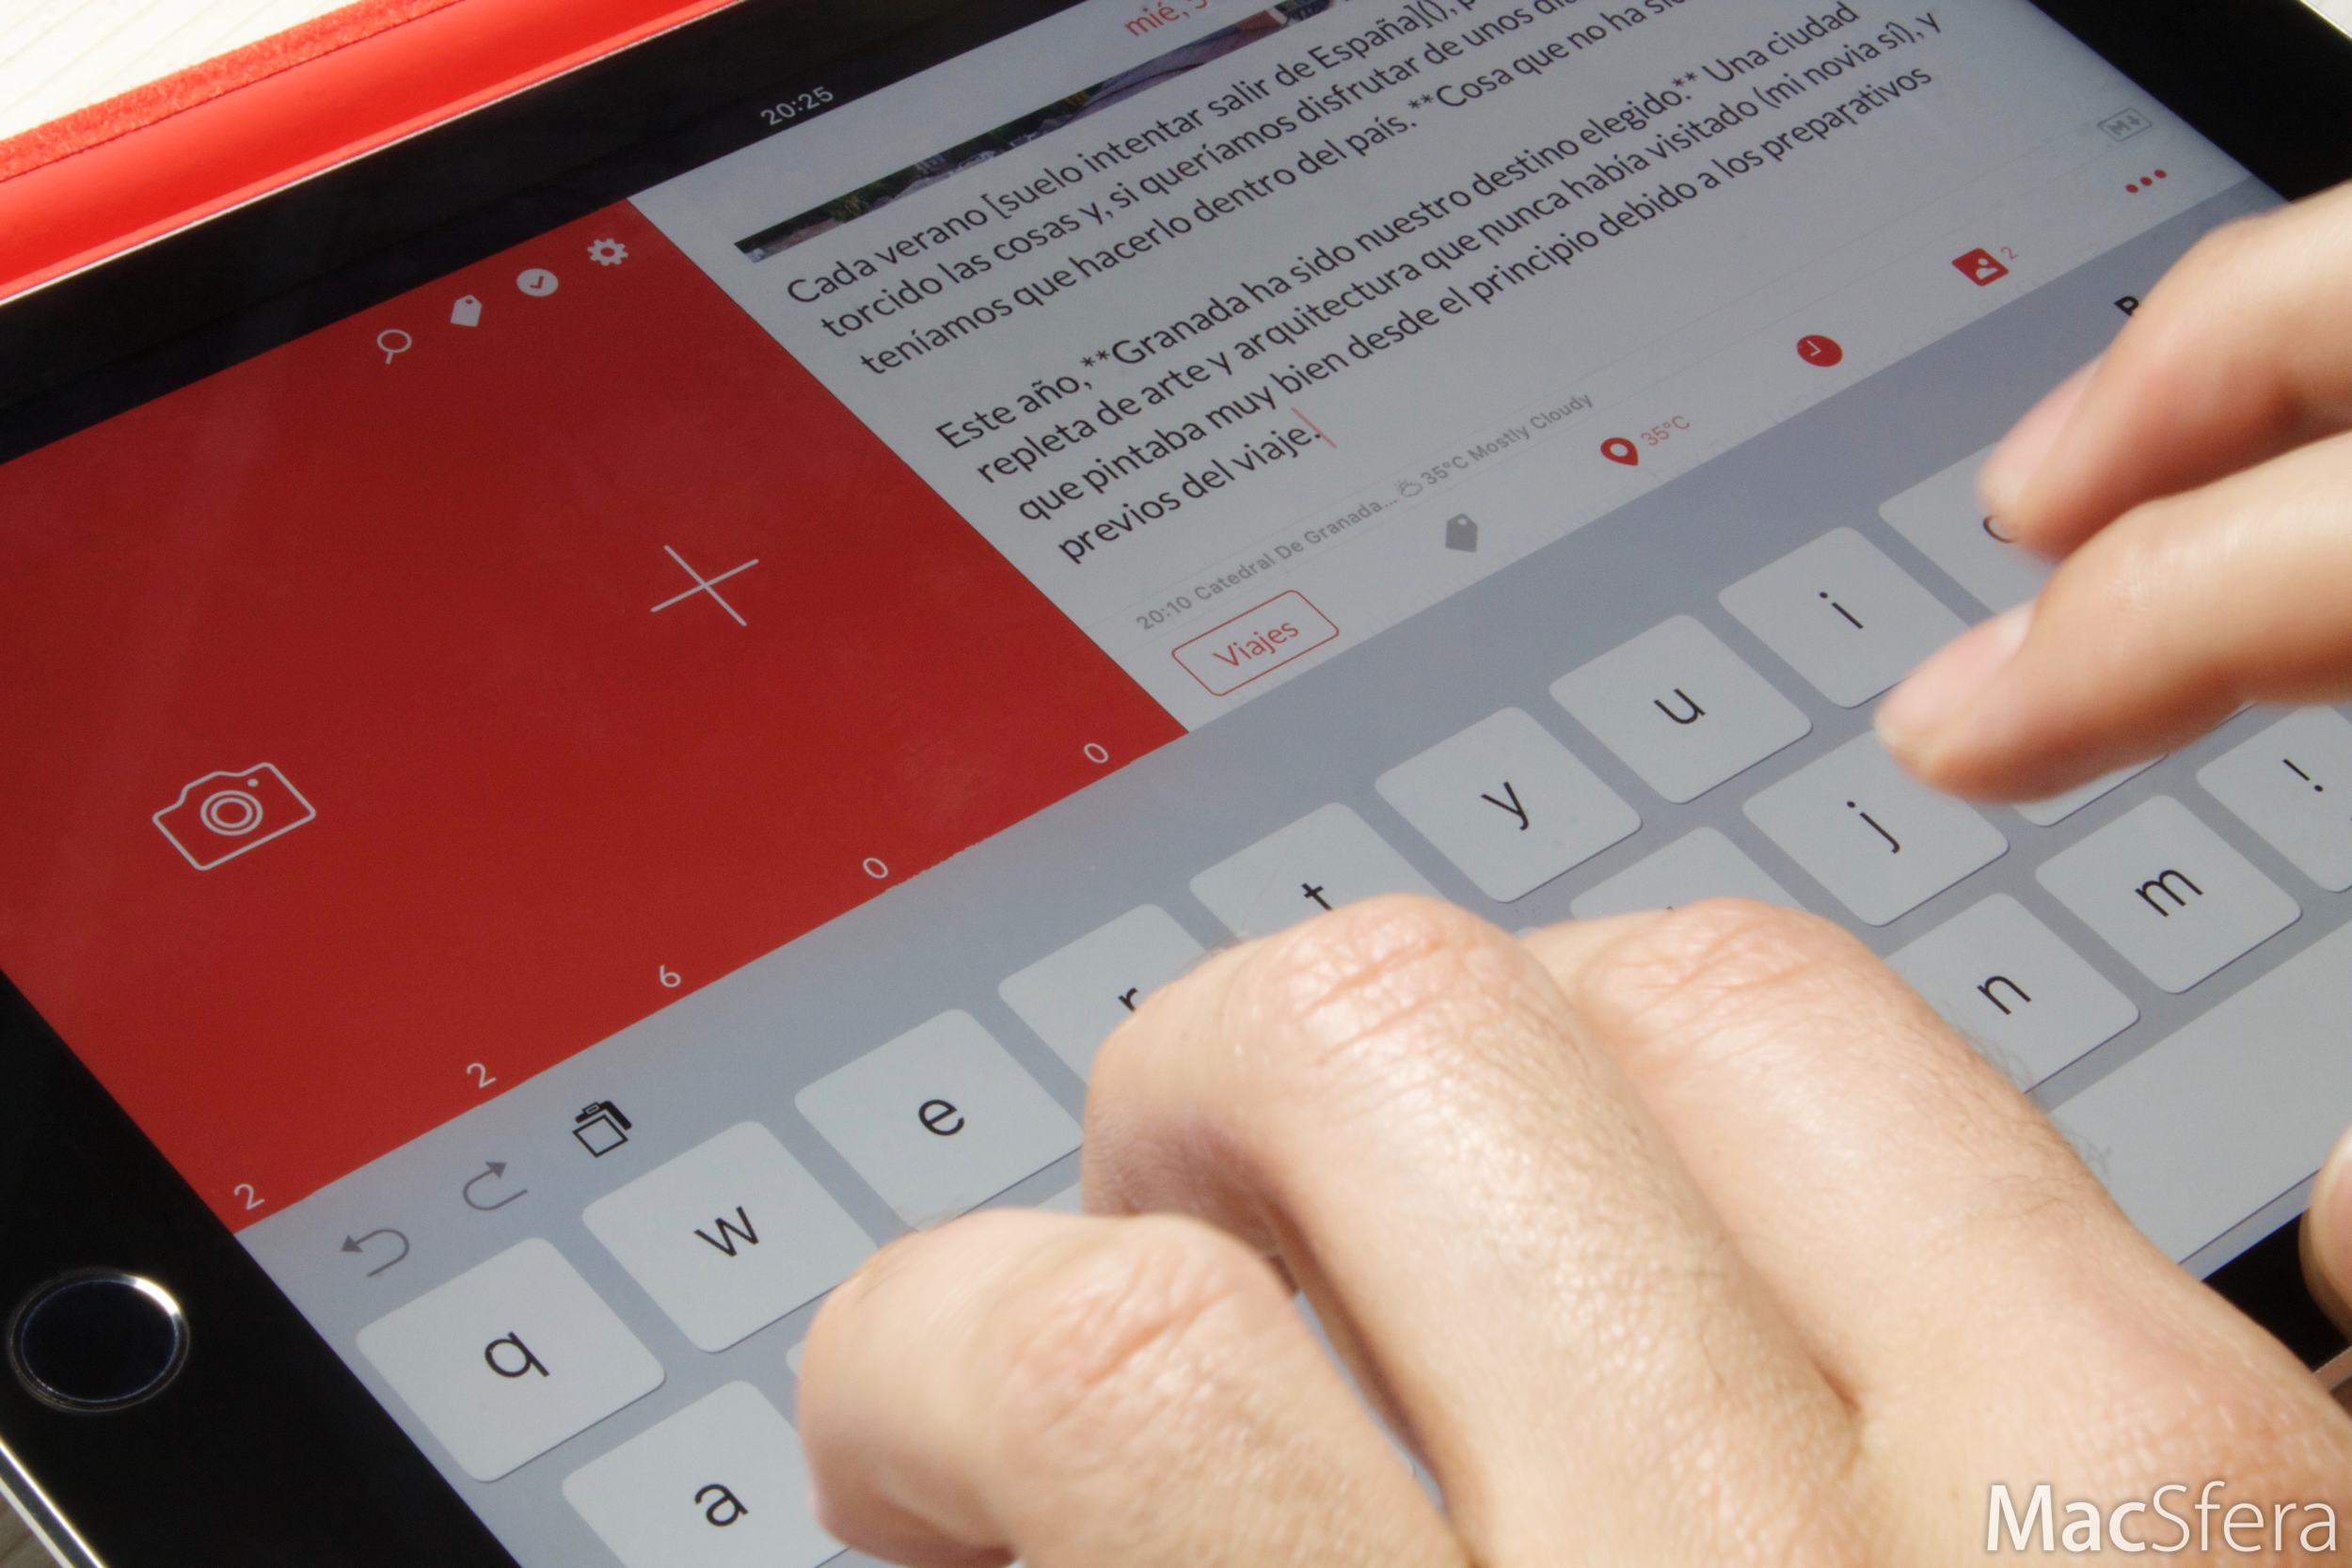 20:25
mié,
Cada verano [suelo intentar salir de España](),
torcido las cosas y, si queríamos disfrutar de unos
teníamos que hacerlo dentro del país.**Cosa que no ha
Este año,**Granada ha sido nuestro destino elegido.** Una ciudad
repleta de arte y arquitectura que nunca había visitado (mi novia sí), y
que pintaba muy bien desde el principio debido a los preparativos
previos del viaje.
M↓
20:10 Catedral De Granada... 35°C Mostly Cloudy
35°C
2
Viajes
2 2 6 0 0
B
q w e r t y u i o
a j
n m !
MacSfera